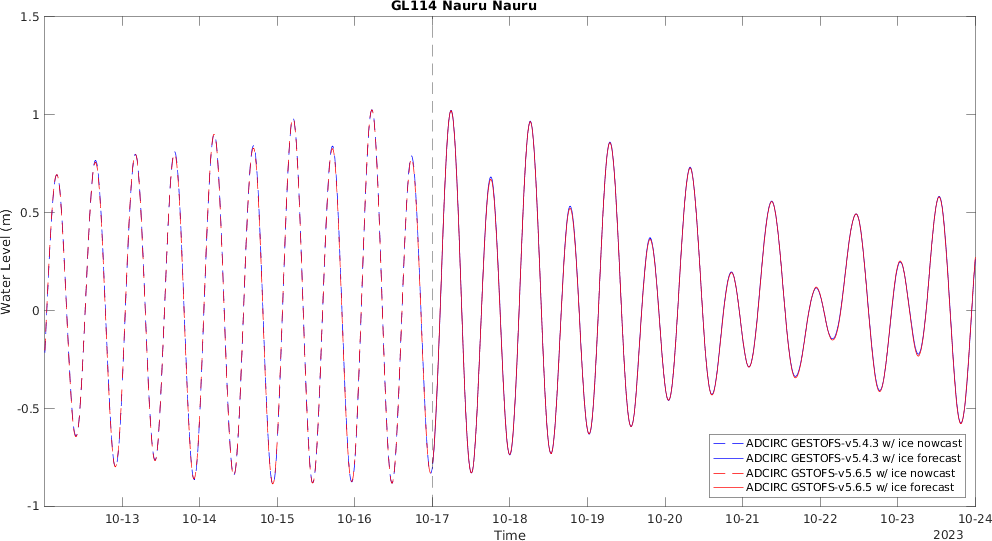 GL114 Nauru Nauru
1.5
1
0.5
0
-0.5
-1
Water Level (m)
ADCIRC GESTOFS-v5.4.3 w/ ice nowcast
ADCIRC GESTOFS-v5.4.3 w/ ice forecast
ADCIRC GSTOFS-v5.6.5 w/ ice nowcast
ADCIRC GSTOFS-v5.6.5 w/ ice forecast
10-13 10-14 10-15 10-16 10-17 10-18 10-19 10-20 10-21 10-22 10-23 10-24
Time
2023